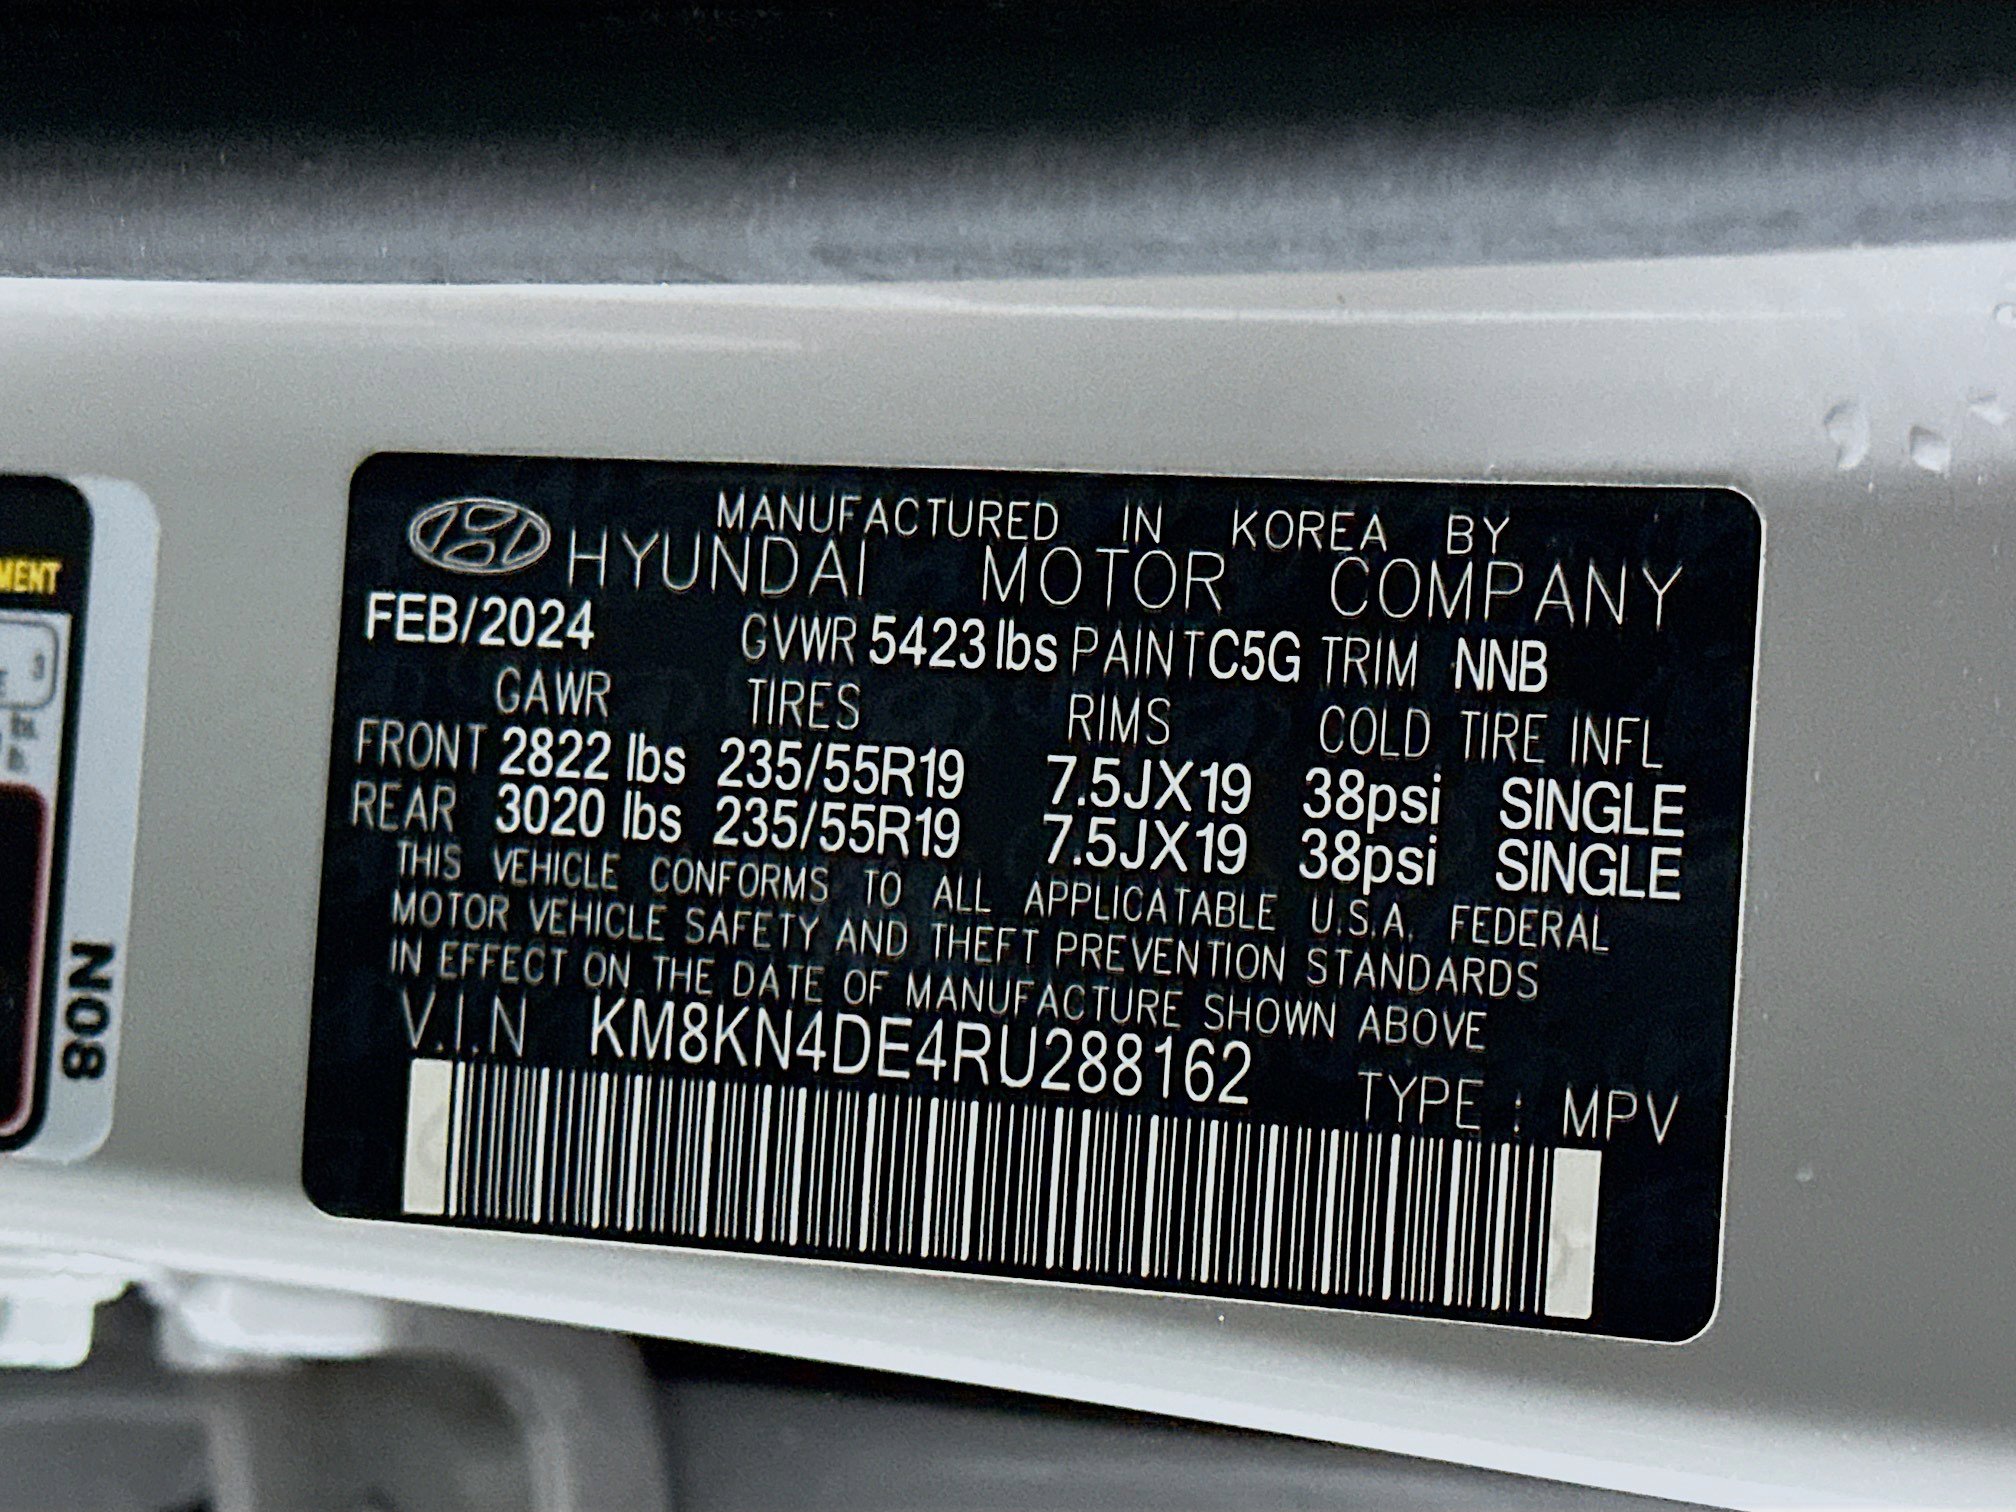 MANUFACTURED IN KOREA BY
HYUNDAI MOTOR COMPANY
FEB/2024 GVWR 5423 lbs PAINT C5G TRIM NNB
GAWR TIRES RIMS COLD TIRE INFL
FRONT 2822 lbs 235/55R19 7.5JX19 38psi SINGLE
REAR 3020 lbs 235/55R19 7.5JX19 38psi SINGLE
THIS VEHICLE CONFORMS TO ALL APPLICATABLE U.S.A. FEDERAL
MOTOR VEHICLE SAFETY AND THEFT PREVENTION STANDARDS
IN EFFECT ON THE DATE OF MANUFACTURE SHOWN ABOVE
V.I.N KM8KN4DE4RU288162
TYPE : MPV
N08